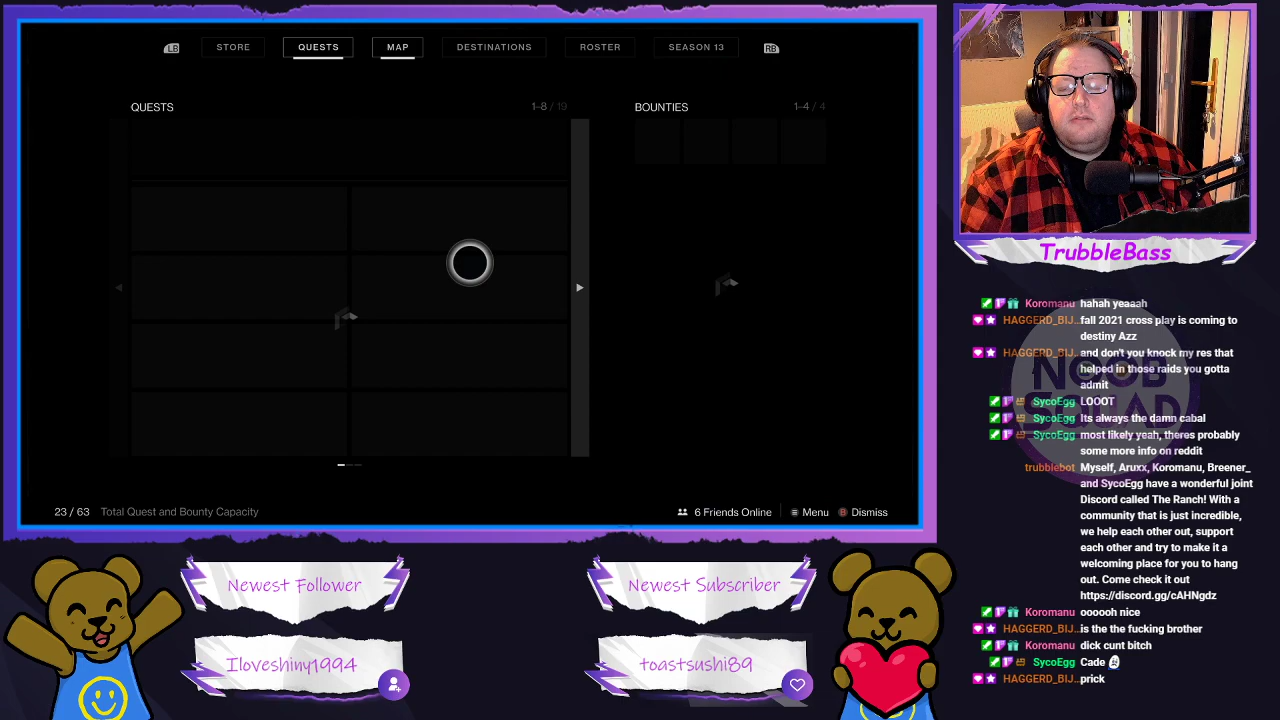 LB STORE QUESTS MAP DESTINATIONS ROSTER SEASON 13 RB
QUESTS 1-8 / 19
BOUNTIES 1-4 / 4
23 / 63 Total Quest and Bounty Capacity
6 Friends Online Menu B Dismiss
TrubbleBass
NOOB
SQUAD
Koromanu hahah yeaaah
HAGGERD_BIJ... fall 2021 cross play is coming to
destiny Azz
HAGGERD_BIJ... and don't you knock my res that
helped in those raids you gotta
admit
SycoEgg LOOOT
SycoEgg Its always the damn cabal
SycoEgg most likely yeah, theres probably
some more info on reddit
trubblebot Myself, Aruxx, Koromanu, Breener_
and SycoEgg have a wonderful joint
Discord called The Ranch! With a
community that is just incredible,
we help each other out, support
each other and try to make it a
welcoming place for you to hang
out. Come check it out
https://discord.gg/cAHNgdz
Koromanu oooooh nice
HAGGERD_BIJ... is the the fucking brother
Koromanu dick cunt bitch
SycoEgg Cade
HAGGERD_BIJ... prick
Newest Follower
Iloveshiny1994
Newest Subscriber
toastsushi89